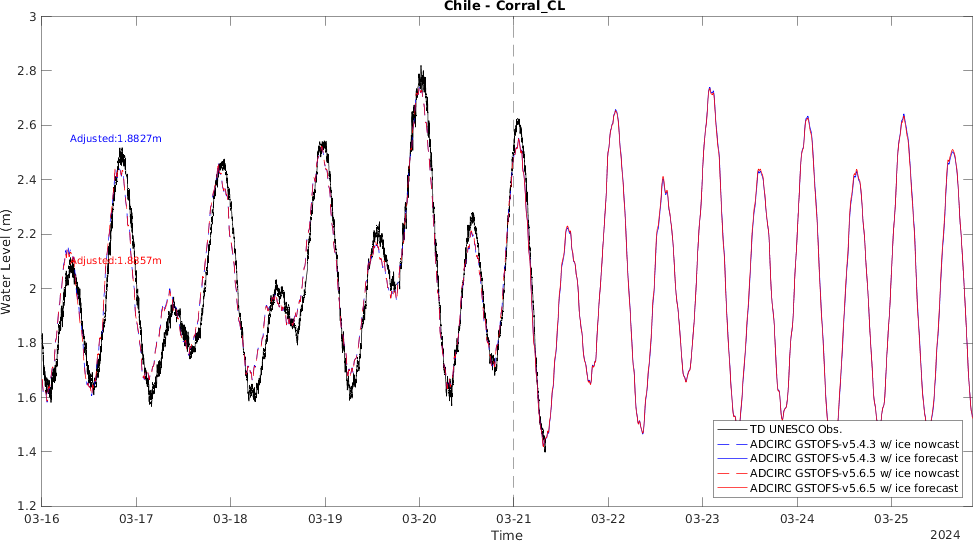 Chile - Corral_CL
3
2.8
2.6
2.4
2.2
2
1.8
1.6
1.4
1.2
Water Level (m)
Adjusted:1.8827m
Adjusted:1.8857m
TD UNESCO Obs.
ADCIRC GSTOFS-v5.4.3 w/ ice nowcast
ADCIRC GSTOFS-v5.4.3 w/ ice forecast
ADCIRC GSTOFS-v5.6.5 w/ ice nowcast
ADCIRC GSTOFS-v5.6.5 w/ ice forecast
03-16 03-17 03-18 03-19 03-20 03-21 03-22 03-23 03-24 03-25
Time
2024